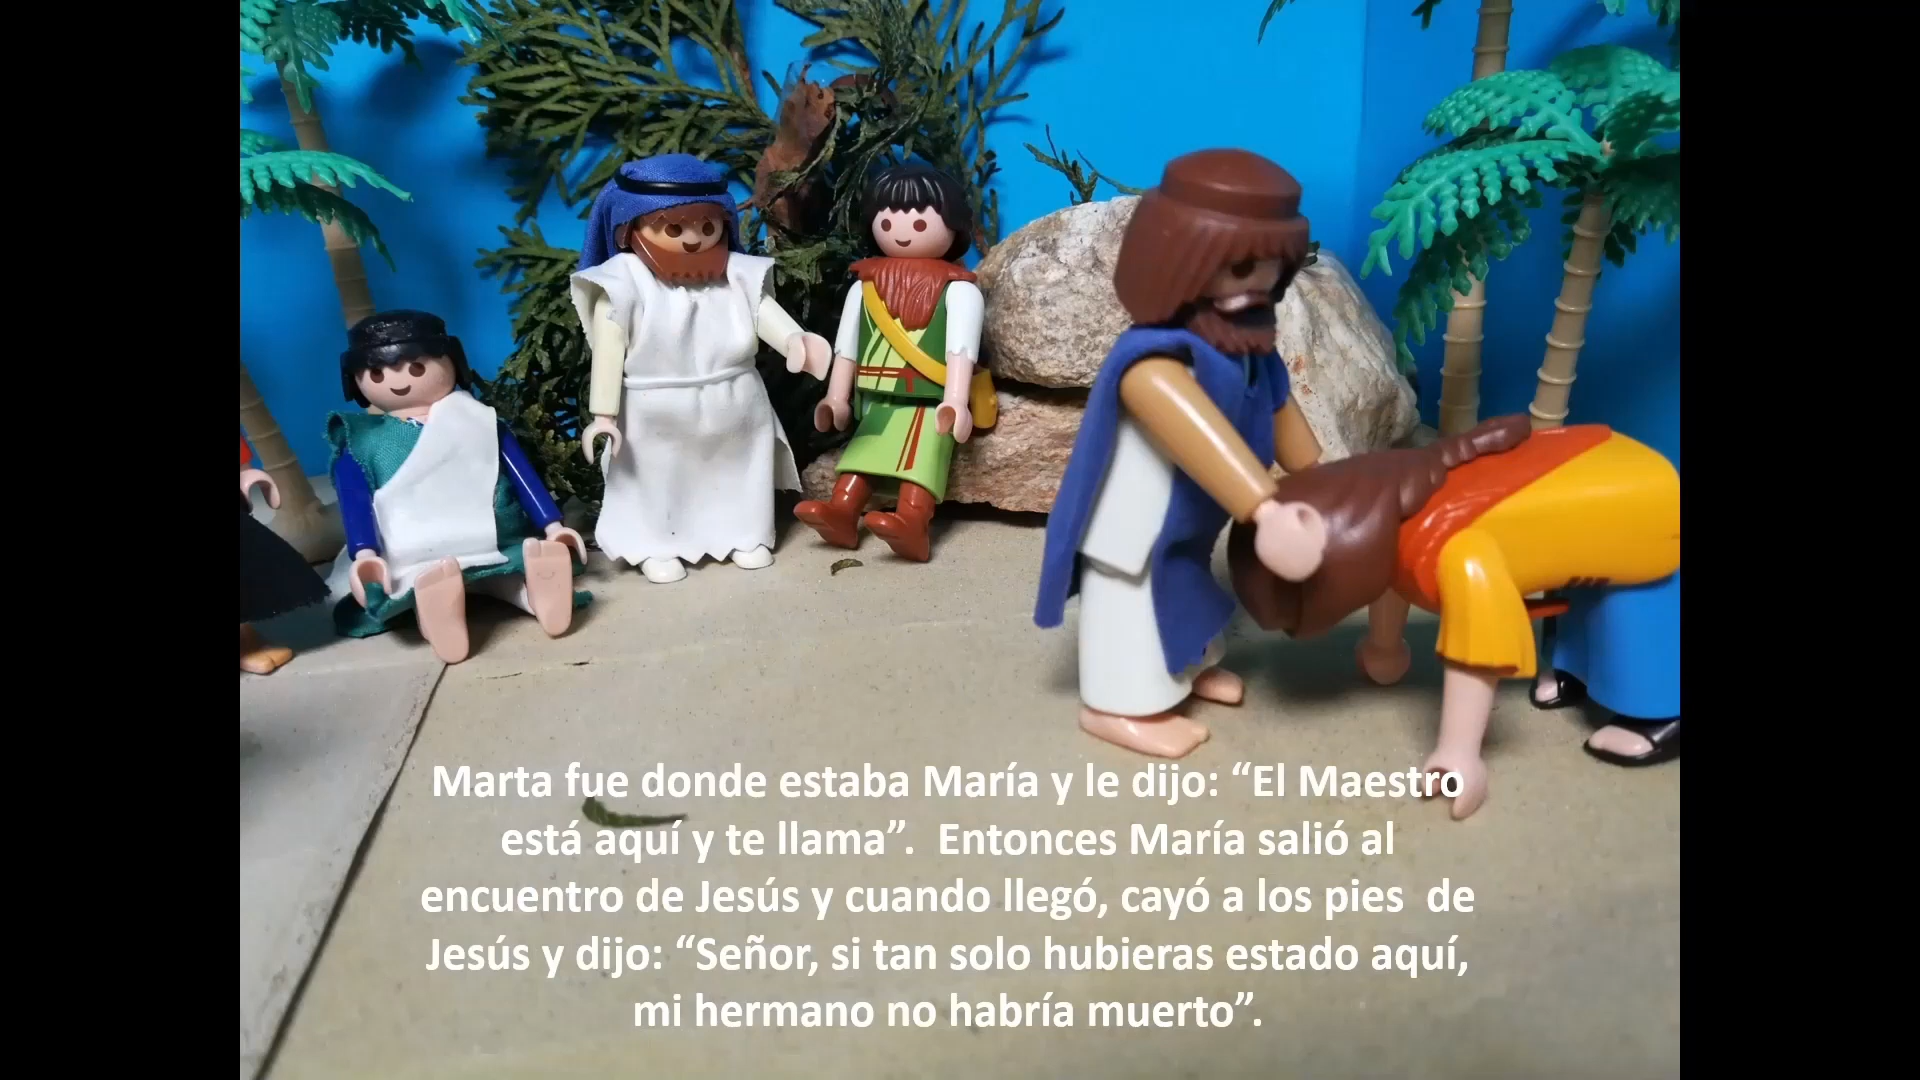 Marta fue donde estaba María y le dijo: “El Maestro
está aquí y te llama”.  Entonces María salió al
encuentro de Jesús y cuando llegó, cayó a los pies  de
Jesús y dijo: “Señor, si tan solo hubieras estado aquí,
mi hermano no habría muerto”.